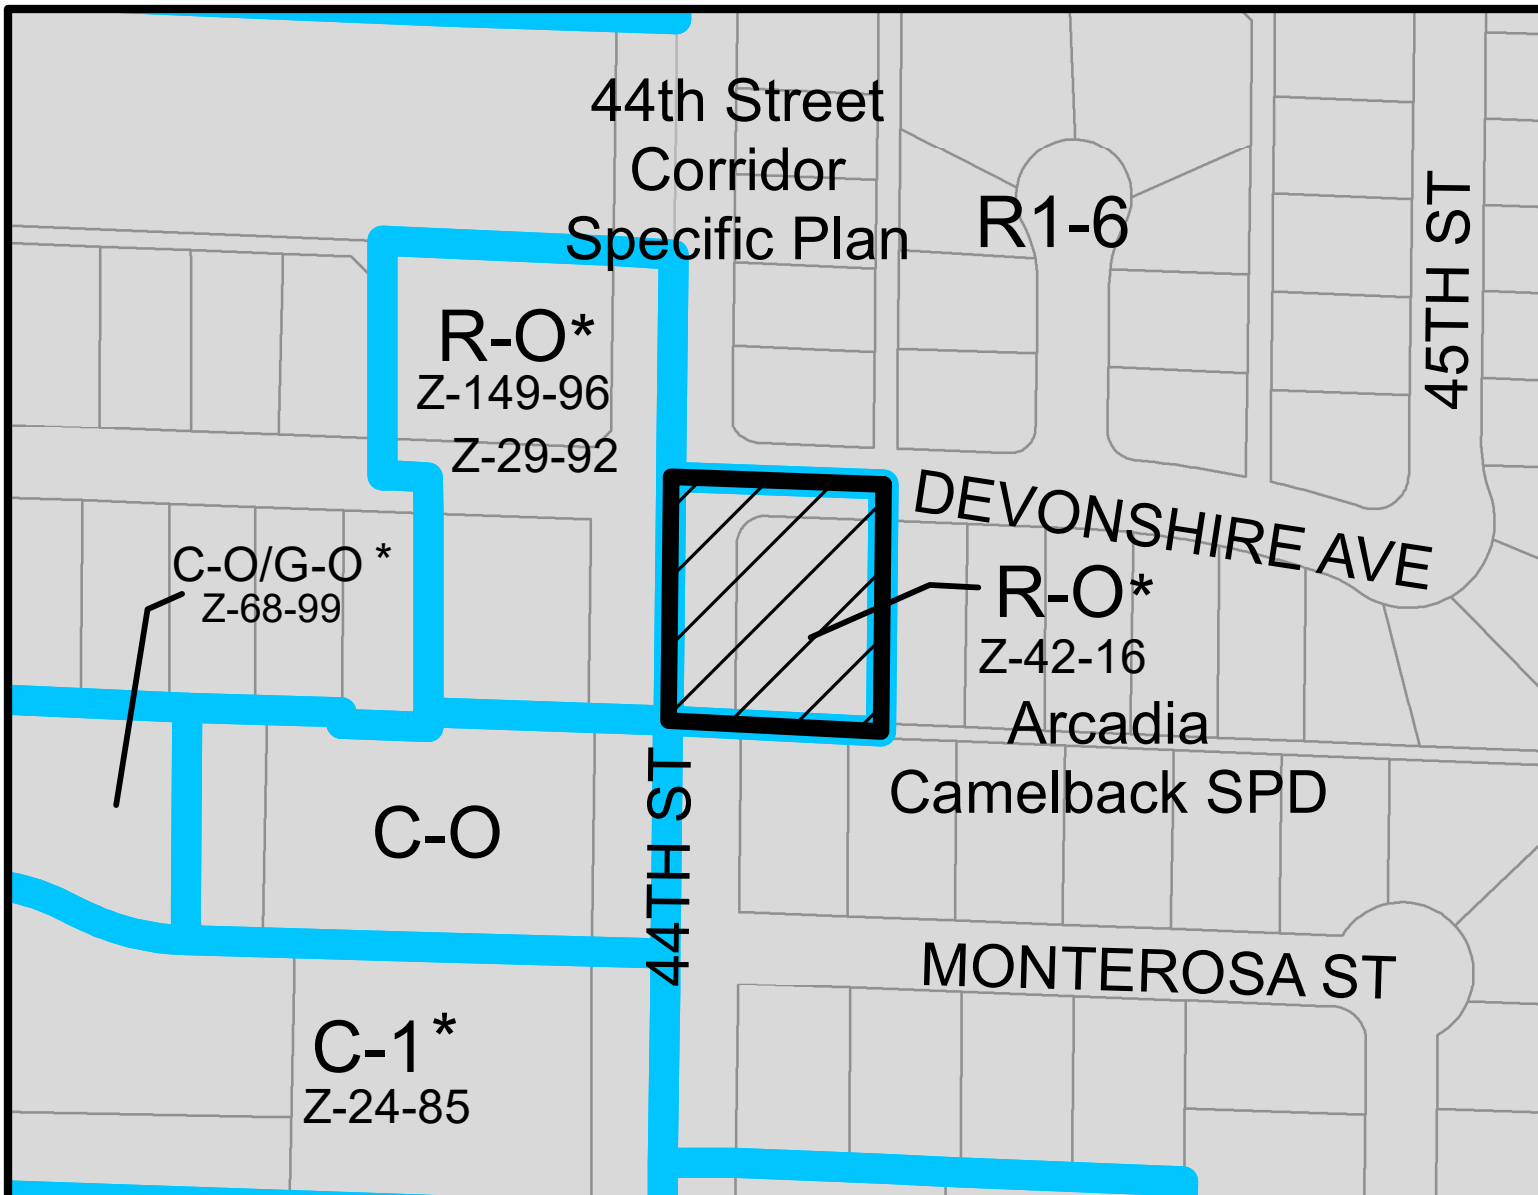 44th Street
Corridor
Specific Plan
R1-6
45TH ST
R-O*
Z-149-96
Z-29-92
DEVONSHIRE AVE
C-O/G-O *
Z-68-99
R-O*
Z-42-16
Arcadia
Camelback SPD
44TH ST
C-O
MONTEROSA ST
C-1*
Z-24-85